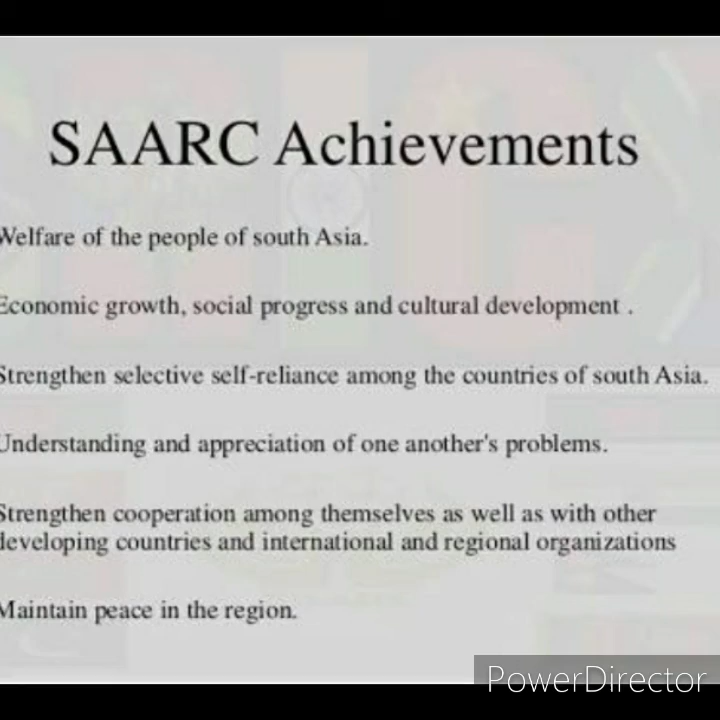 SAARC Achievements
Welfare of the people of south Asia.
Economic growth, social progress and cultural development .
Strengthen selective self-reliance among the countries of south Asia.
Understanding and appreciation of one another's problems.
Strengthen cooperation among themselves as well as with other
developing countries and international and regional organizations
Maintain peace in the region.
PowerDirector